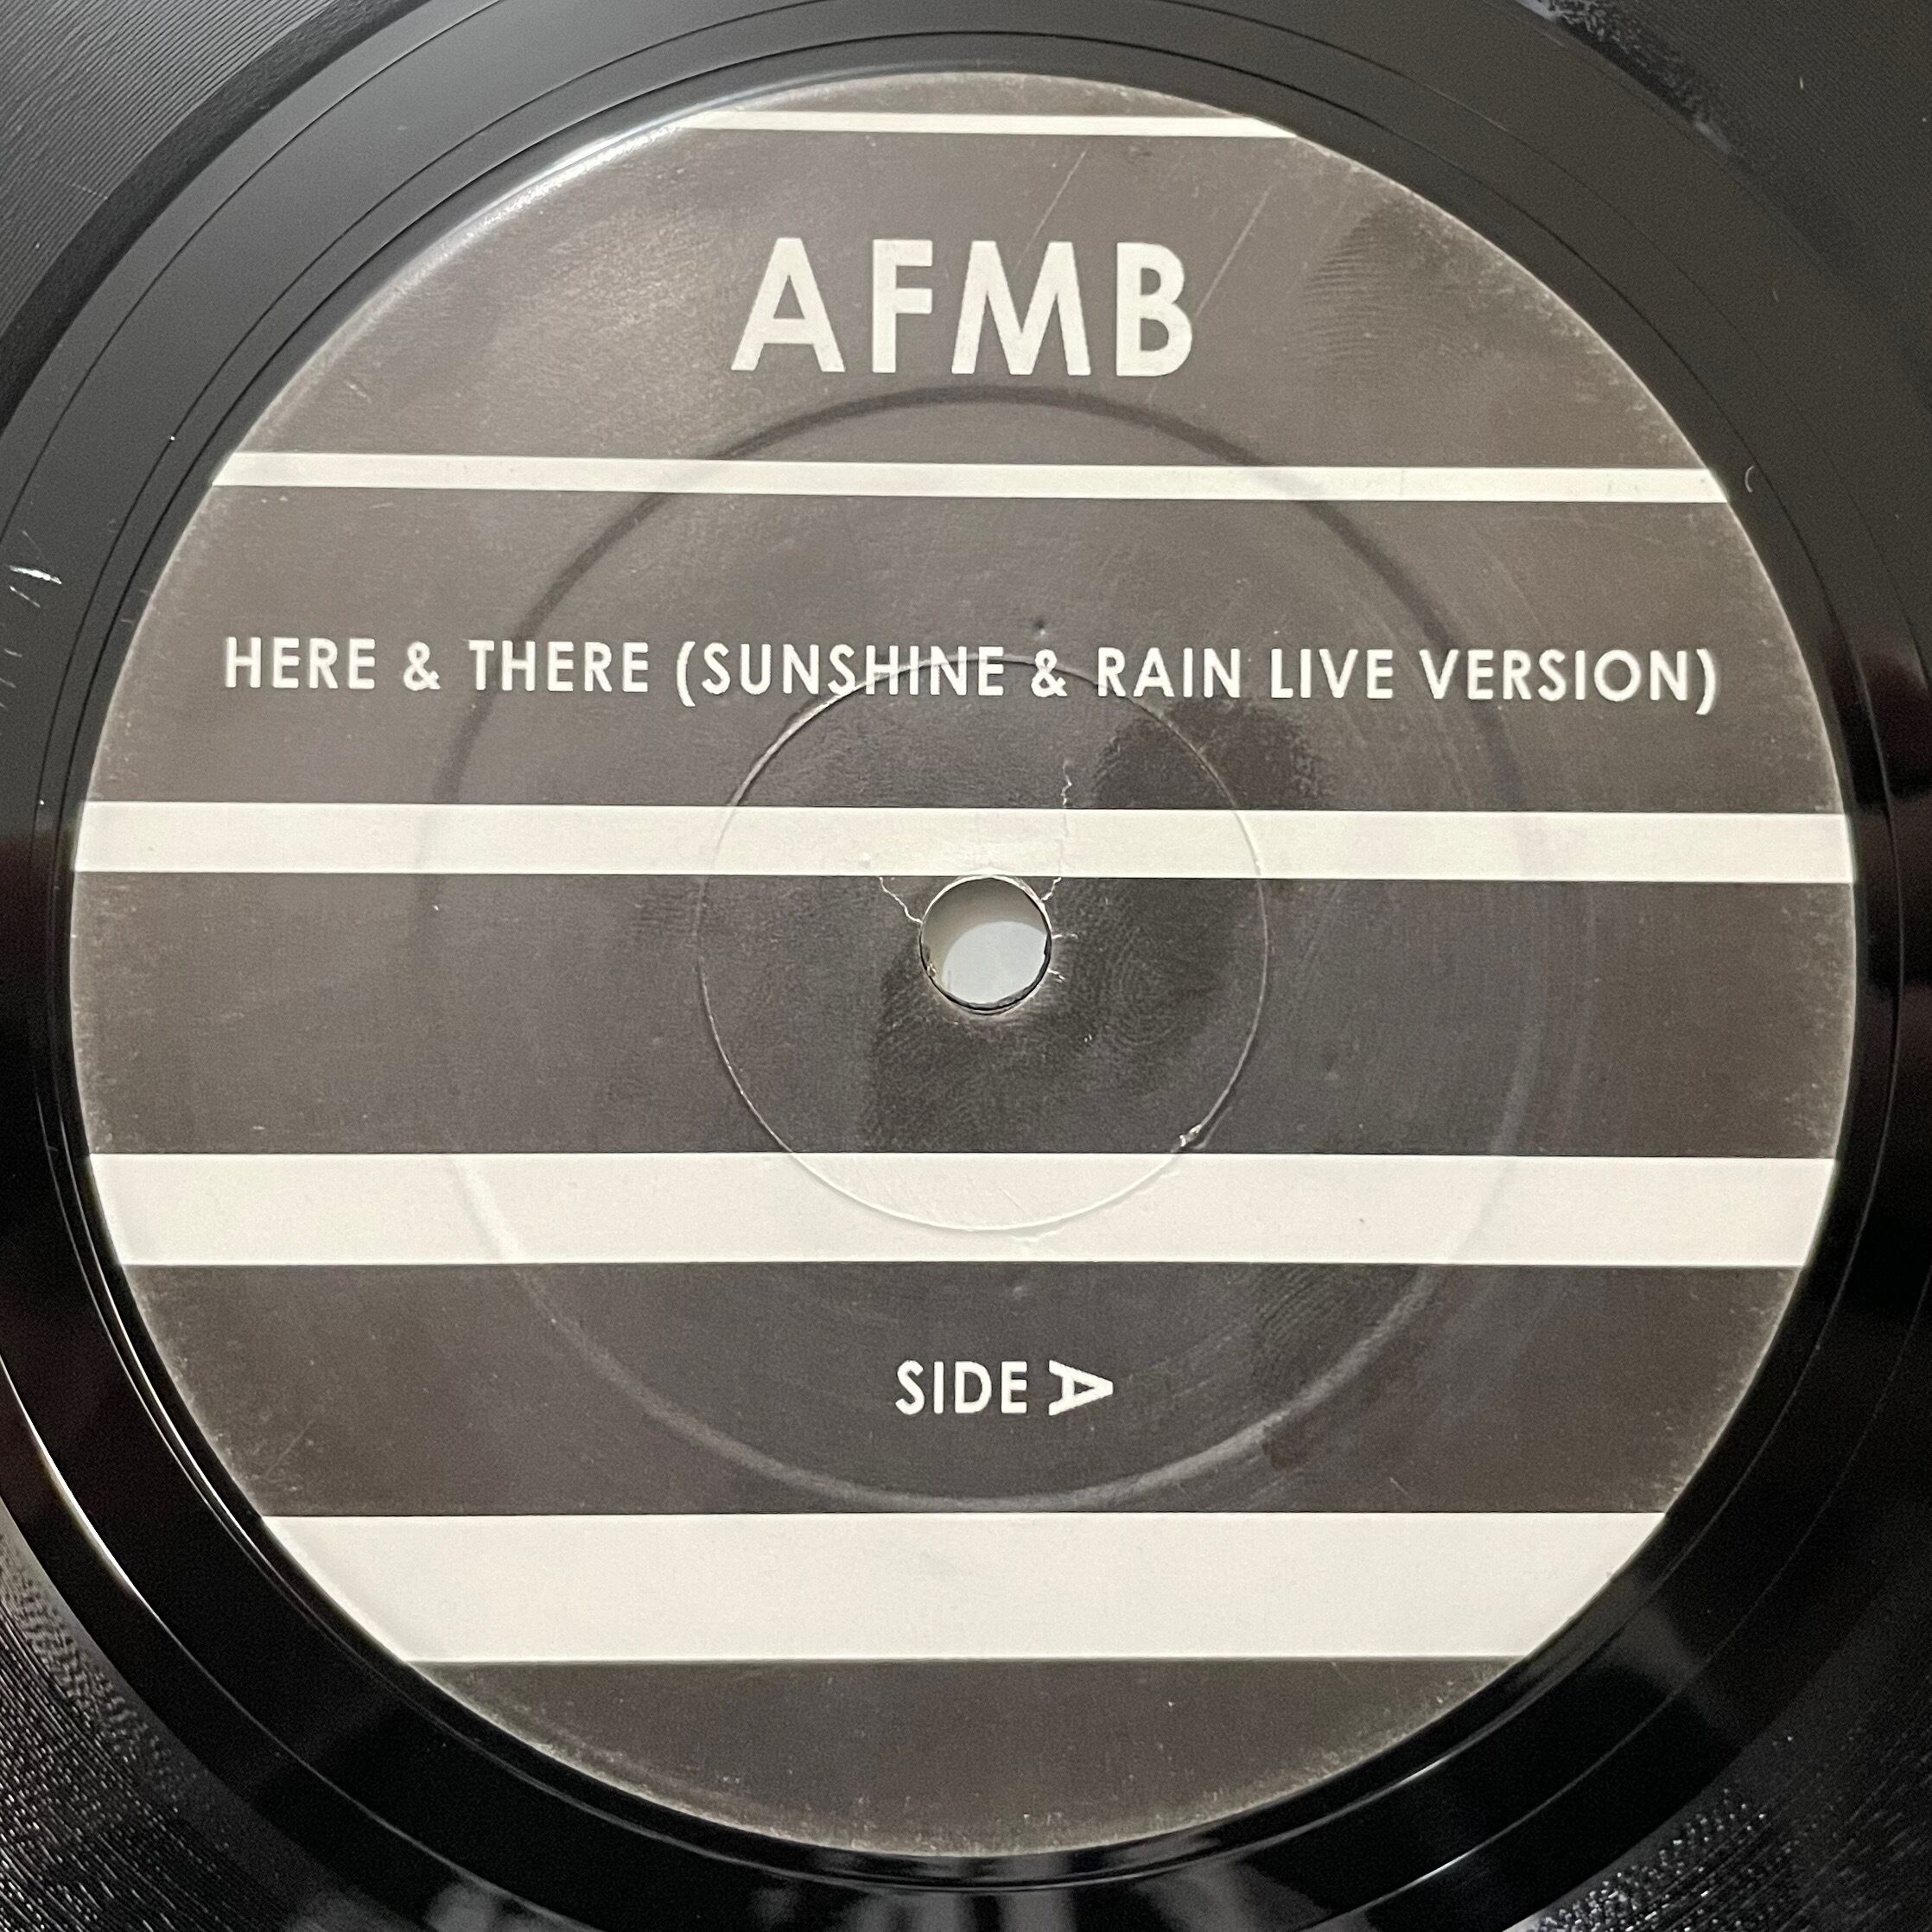 AFMB
HERE & THERE (SUNSHINE & RAIN LIVE VERSION)
SIDE A